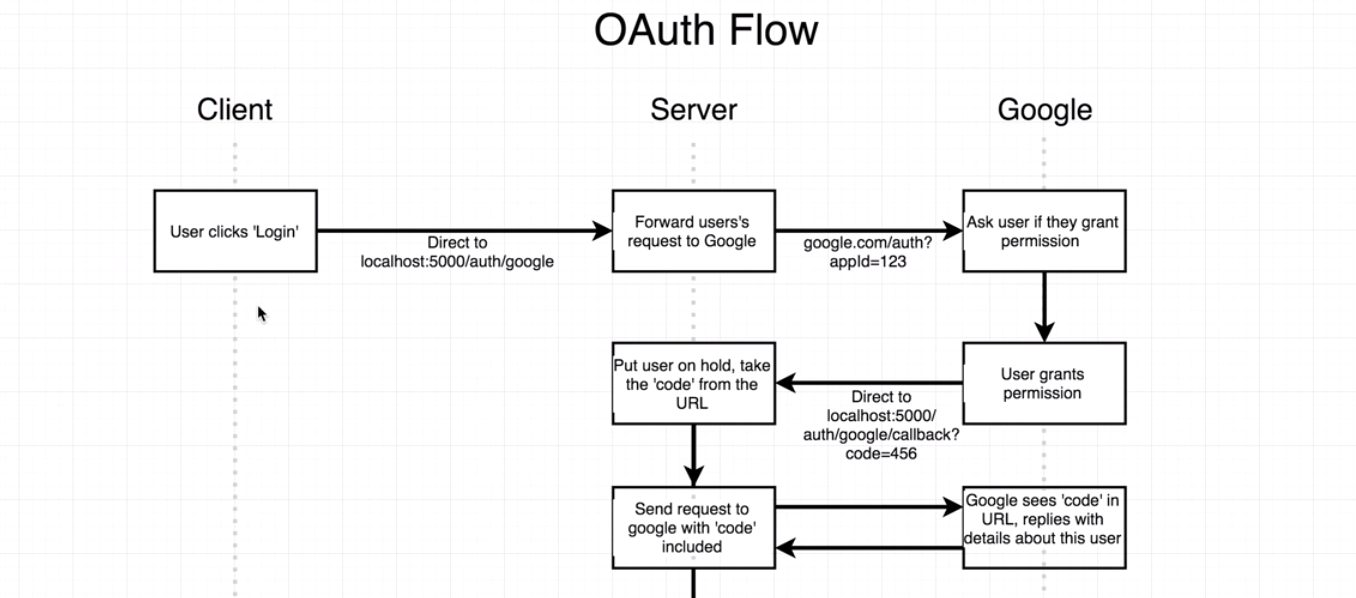 OAuth Flow
Client
Server
Google
User clicks 'Login'
Direct to
localhost:5000/auth/google
Forward users's
request to Google
google.com/auth?
appId=123
Ask user if they grant
permission
User grants
permission
Direct to
localhost:5000/
auth/google/callback?
code=456
Put user on hold, take
the 'code' from the
URL
Send request to
google with 'code'
included
Google sees 'code' in
URL, replies with
details about this user